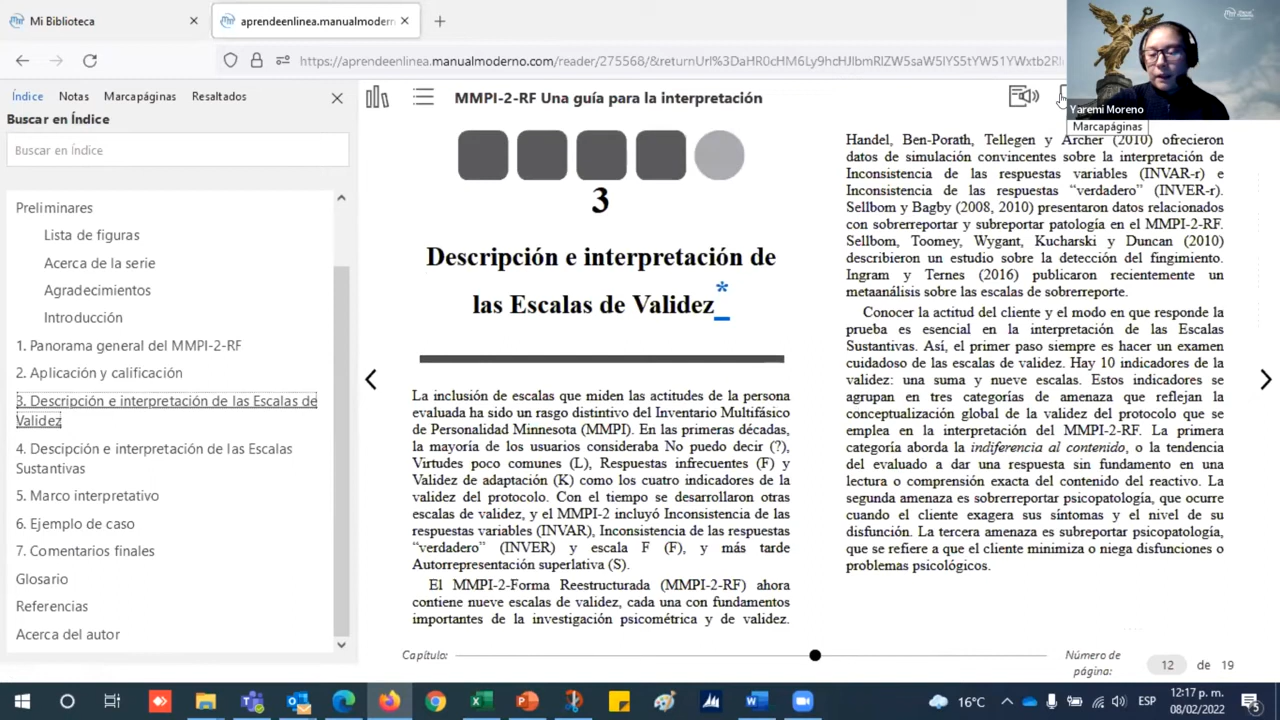 Mi Biblioteca
aprendeenlinea.manualmodern
https://aprendeenlinea.manualmoderno.com/reader/275568/&returnUrl%3DaHR0cHM6Ly9hcHJlbmRlZW5saW5lYS5tYW51YWxtb2Rl
Yaremi Moreno
Marcapáginas
Índice Notas Marcapáginas Resaltados
Buscar en Índice
Buscar en Índice
Preliminares
Lista de figuras
Acerca de la serie
Agradecimientos
Introducción
1. Panorama general del MMPI-2-RF
2. Aplicación y calificación
3. Descripción e interpretación de las Escalas de
Validez
4. Descipción e interpretación de las Escalas
Sustantivas
5. Marco interpretativo
6. Ejemplo de caso
7. Comentarios finales
Glosario
Referencias
Acerca del autor
MMPI-2-RF Una guía para la interpretación
3
Descripción e interpretación de
las Escalas de Validez*
La inclusión de escalas que miden las actitudes de la persona
evaluada ha sido un rasgo distintivo del Inventario Multifásico
de Personalidad Minnesota (MMPI). En las primeras décadas,
la mayoría de los usuarios consideraba No puedo decir (?),
Virtudes poco comunes (L), Respuestas infrecuentes (F) y
Validez de adaptación (K) como los cuatro indicadores de la
validez del protocolo. Con el tiempo se desarrollaron otras
escalas de validez, y el MMPI-2 incluyó Inconsistencia de las
respuestas variables (INVAR), Inconsistencia de las respuestas
“verdadero” (INVER) y escala F (F), y más tarde
Autorrepresentación superlativa (S).
El MMPI-2-Forma Reestructurada (MMPI-2-RF) ahora
contiene nueve escalas de validez, cada una con fundamentos
importantes de la investigación psicométrica y de validez.
Handel, Ben-Porath, Tellegen y Archer (2010) ofrecieron
datos de simulación convincentes sobre la interpretación de
Inconsistencia de las respuestas variables (INVAR-r) e
Inconsistencia de las respuestas “verdadero” (INVER-r).
Sellbom y Bagby (2008, 2010) presentaron datos relacionados
con sobrerreportar y subreportar patología en el MMPI-2-RF.
Sellbom, Toomey, Wygant, Kucharski y Duncan (2010)
describieron un estudio sobre la detección del fingimiento.
Ingram y Ternes (2016) publicaron recientemente un
metaanálisis sobre las escalas de sobrerreporte.
Conocer la actitud del cliente y el modo en que responde la
prueba es esencial en la interpretación de las Escalas
Sustantivas. Así, el primer paso siempre es hacer un examen
cuidadoso de las escalas de validez. Hay 10 indicadores de la
validez: una suma y nueve escalas. Estos indicadores se
agrupan en tres categorías de amenaza que reflejan la
conceptualización global de la validez del protocolo que se
emplea en la interpretación del MMPI-2-RF. La primera
categoría aborda la indiferencia al contenido, o la tendencia
del evaluado a dar una respuesta sin fundamento en una
lectura o comprensión exacta del contenido del reactivo. La
segunda amenaza es sobrerreportar psicopatología, que ocurre
cuando el cliente exagera sus síntomas y el nivel de su
disfunción. La tercera amenaza es subreportar psicopatología,
que se refiere a que el cliente minimiza o niega disfunciones o
problemas psicológicos.
Capítulo:
Número de
página:
12 de 19
16°C
ESP
12:17 p. m.
08/02/2022
5